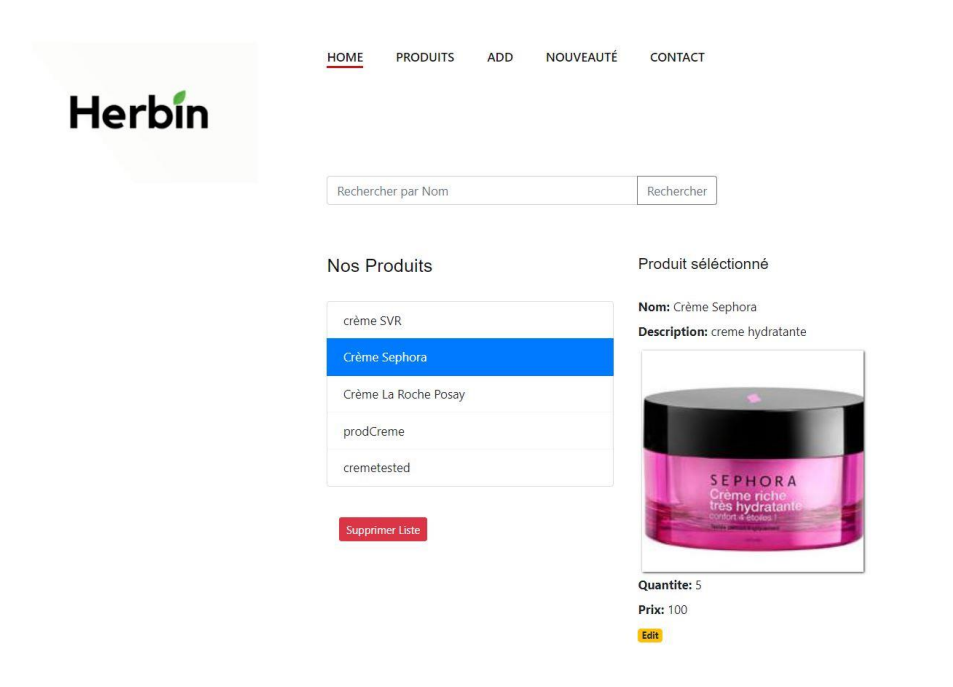 HOME PRODUITS ADD NOUVEAUTÉ CONTACT
Herbin
Rechercher par Nom Rechercher
Nos Produits
crème SVR
Crème Sephora
Crème La Roche Posay
prodCreme
cremetested
Supprimer Liste
Produit séléctionné
Nom: Crème Sephora
Description: creme hydratante
SEPHORA
Crème riche
très hydratante
confort 4 étoiles !
Quantite: 5
Prix: 100
Edit